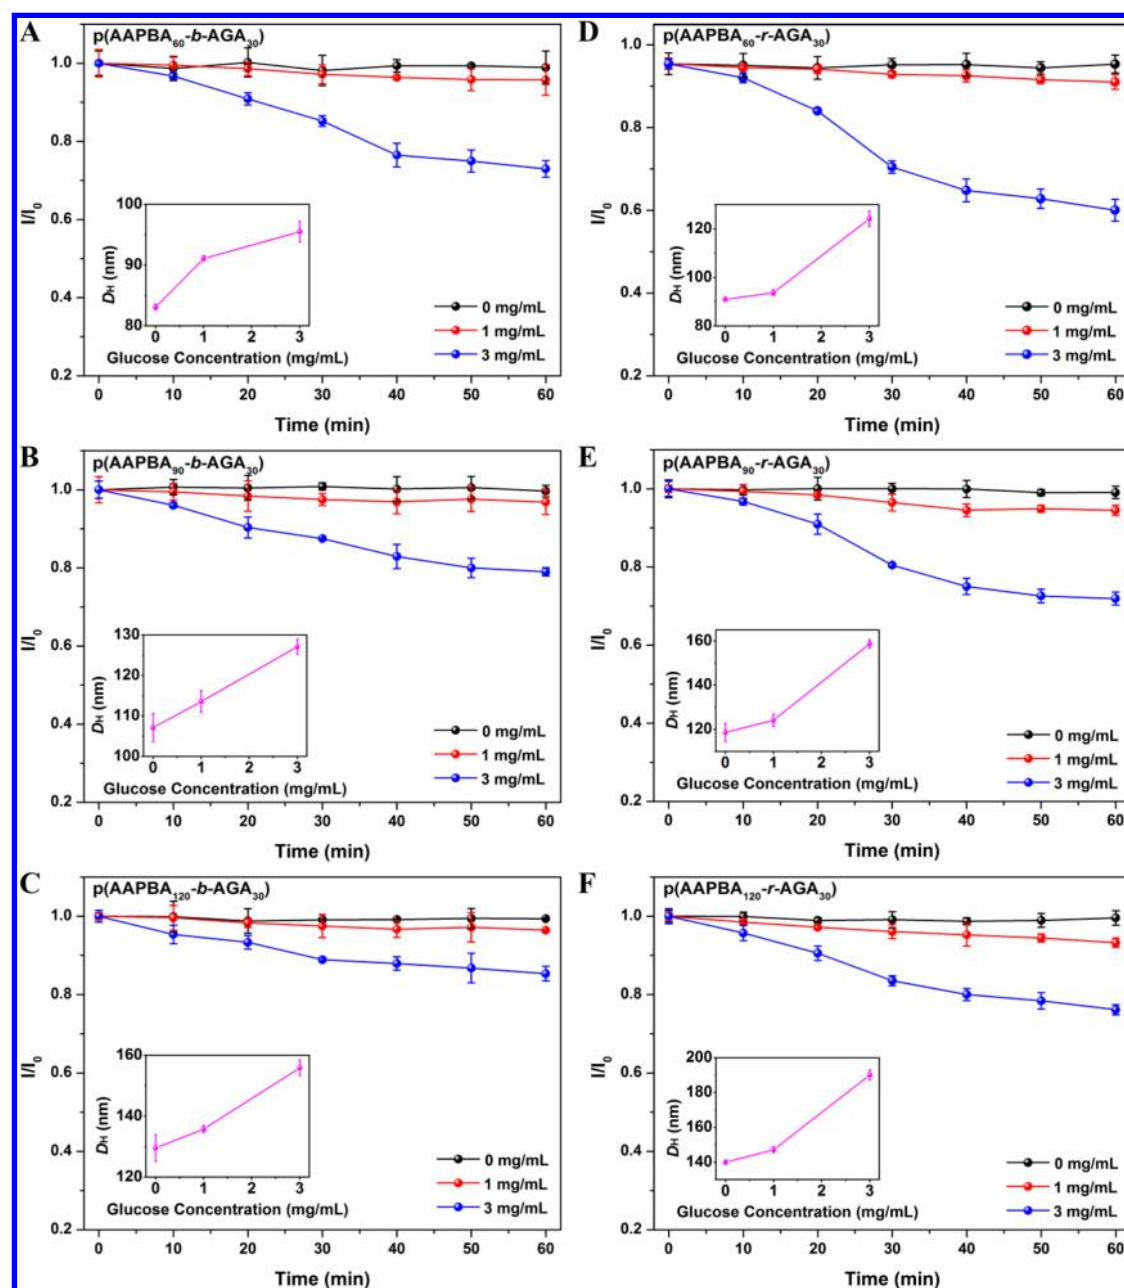 A
p(AAPBA60-b-AGA30)
1.0
0.8
0.6
0.4
0.2
I/I0
100
90
80
DH (nm)
0 1 2 3
Glucose Concentration (mg/mL)
0 mg/mL
1 mg/mL
3 mg/mL
0 10 20 30 40 50 60
Time (min)
D
p(AAPBA60-r-AGA30)
1.0
0.8
0.6
0.4
0.2
I/I0
120
100
80
DH (nm)
0 1 2 3
Glucose Concentration (mg/mL)
0 mg/mL
1 mg/mL
3 mg/mL
0 10 20 30 40 50 60
Time (min)
B
p(AAPBA90-b-AGA30)
1.0
0.8
0.6
0.4
0.2
I/I0
130
120
110
100
DH (nm)
0 1 2 3
Glucose Concentration (mg/mL)
0 mg/mL
1 mg/mL
3 mg/mL
0 10 20 30 40 50 60
Time (min)
E
p(AAPBA90-r-AGA30)
1.0
0.8
0.6
0.4
0.2
I/I0
160
140
120
DH (nm)
0 1 2 3
Glucose Concentration (mg/mL)
0 mg/mL
1 mg/mL
3 mg/mL
0 10 20 30 40 50 60
Time (min)
C
p(AAPBA120-b-AGA30)
1.0
0.8
0.6
0.4
0.2
I/I0
160
140
120
DH (nm)
0 1 2 3
Glucose Concentration (mg/mL)
0 mg/mL
1 mg/mL
3 mg/mL
0 10 20 30 40 50 60
Time (min)
F
p(AAPBA120-r-AGA30)
1.0
0.8
0.6
0.4
0.2
I/I0
200
180
160
140
DH (nm)
0 1 2 3
Glucose Concentration (mg/mL)
0 mg/mL
1 mg/mL
3 mg/mL
0 10 20 30 40 50 60
Time (min)